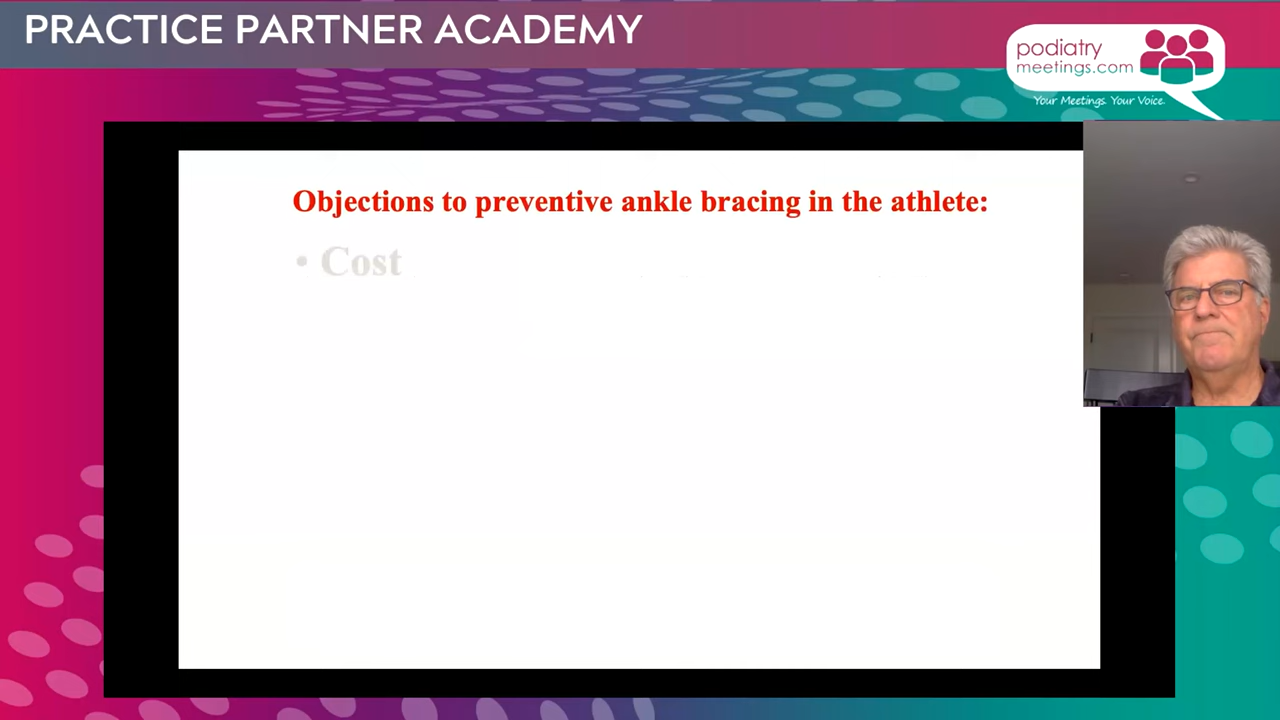 PRACTICE PARTNER ACADEMY
podiatry
meetings.com
Your Meetings. Your Voice.
Objections to preventive ankle bracing in the athlete:
• Cost